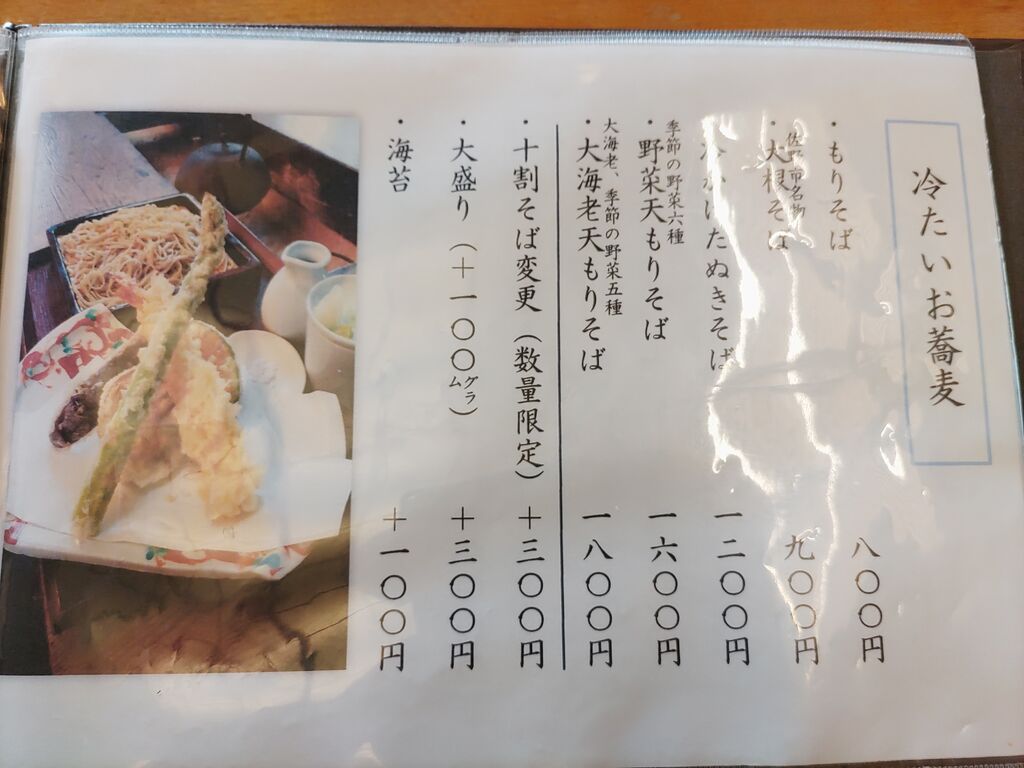 冷たいお蕎麦
・もりそば 八〇〇円
佐野市名物
・大根そば 九〇〇円
冷かけたぬきそば 一二〇〇円
季節の野菜六種
・野菜天もりそば 一六〇〇円
大海老、季節の野菜五種
・大海老天もりそば 一八〇〇円
・十割そば変更（数量限定） ＋三〇〇円
・大盛り（＋一〇〇グラム） ＋三〇〇円
・海苔 ＋一〇〇円